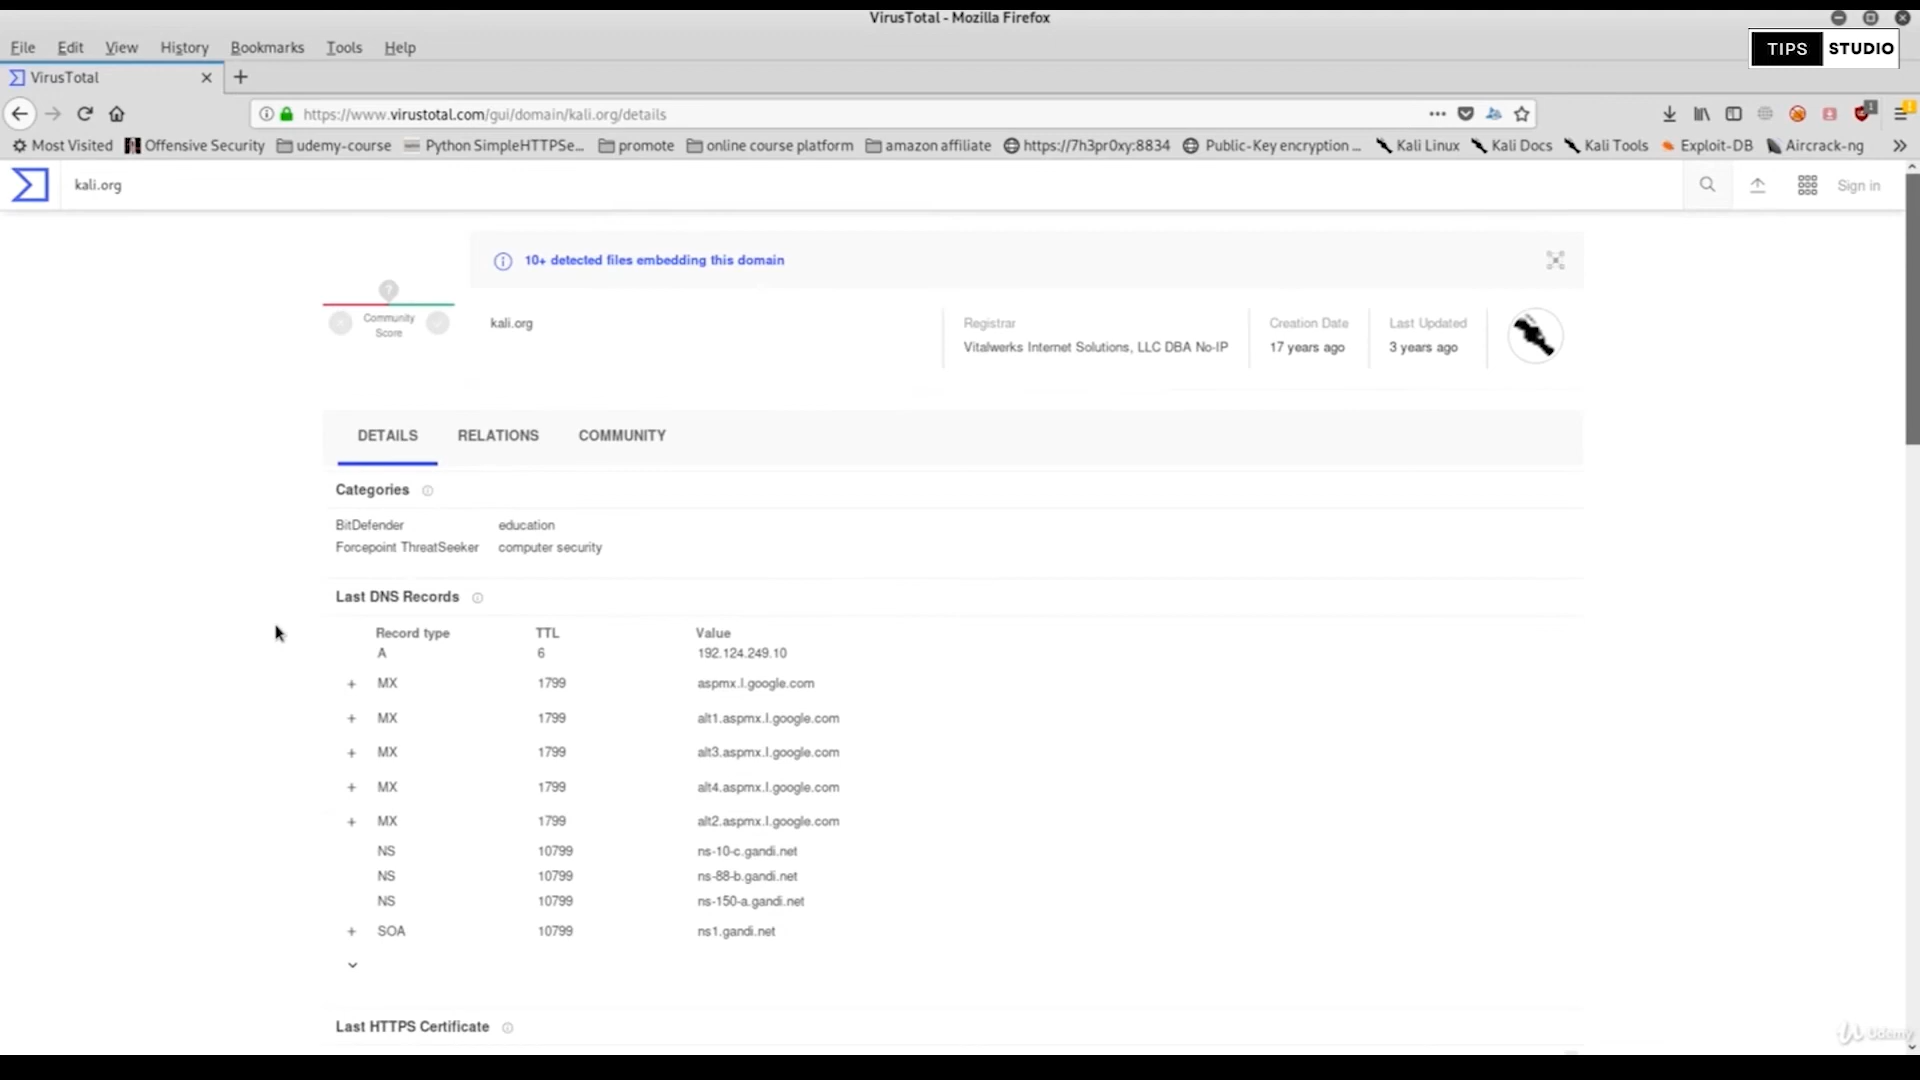 VirusTotal - Mozilla Firefox
File Edit View History Bookmarks Tools Help
TIPS STUDIO
VirusTotal
https://www.virustotal.com/gui/domain/kali.org/details
1
Most Visited Offensive Security udemy-course Python SimpleHTTPSe... promote online course platform amazon affiliate https://7h3pr0xy:8834 Public-Key encryption ... Kali Linux Kali Docs Kali Tools Exploit-DB Aircrack-ng
kali.org Sign in
10+ detected files embedding this domain
?
Community
Score
kali.org
Registrar Creation Date Last Updated
Vitalwerks Internet Solutions, LLC DBA No-IP 17 years ago 3 years ago
DETAILS RELATIONS COMMUNITY
Categories
BitDefender education
Forcepoint ThreatSeeker computer security
Last DNS Records
Record type TTL Value
A 6 192.124.249.10
+ MX 1799 aspmx.l.google.com
+ MX 1799 alt1.aspmx.l.google.com
+ MX 1799 alt3.aspmx.l.google.com
+ MX 1799 alt4.aspmx.l.google.com
+ MX 1799 alt2.aspmx.l.google.com
NS 10799 ns-10-c.gandi.net
NS 10799 ns-88-b.gandi.net
NS 10799 ns-150-a.gandi.net
+ SOA 10799 ns1.gandi.net
Last HTTPS Certificate
Udemy